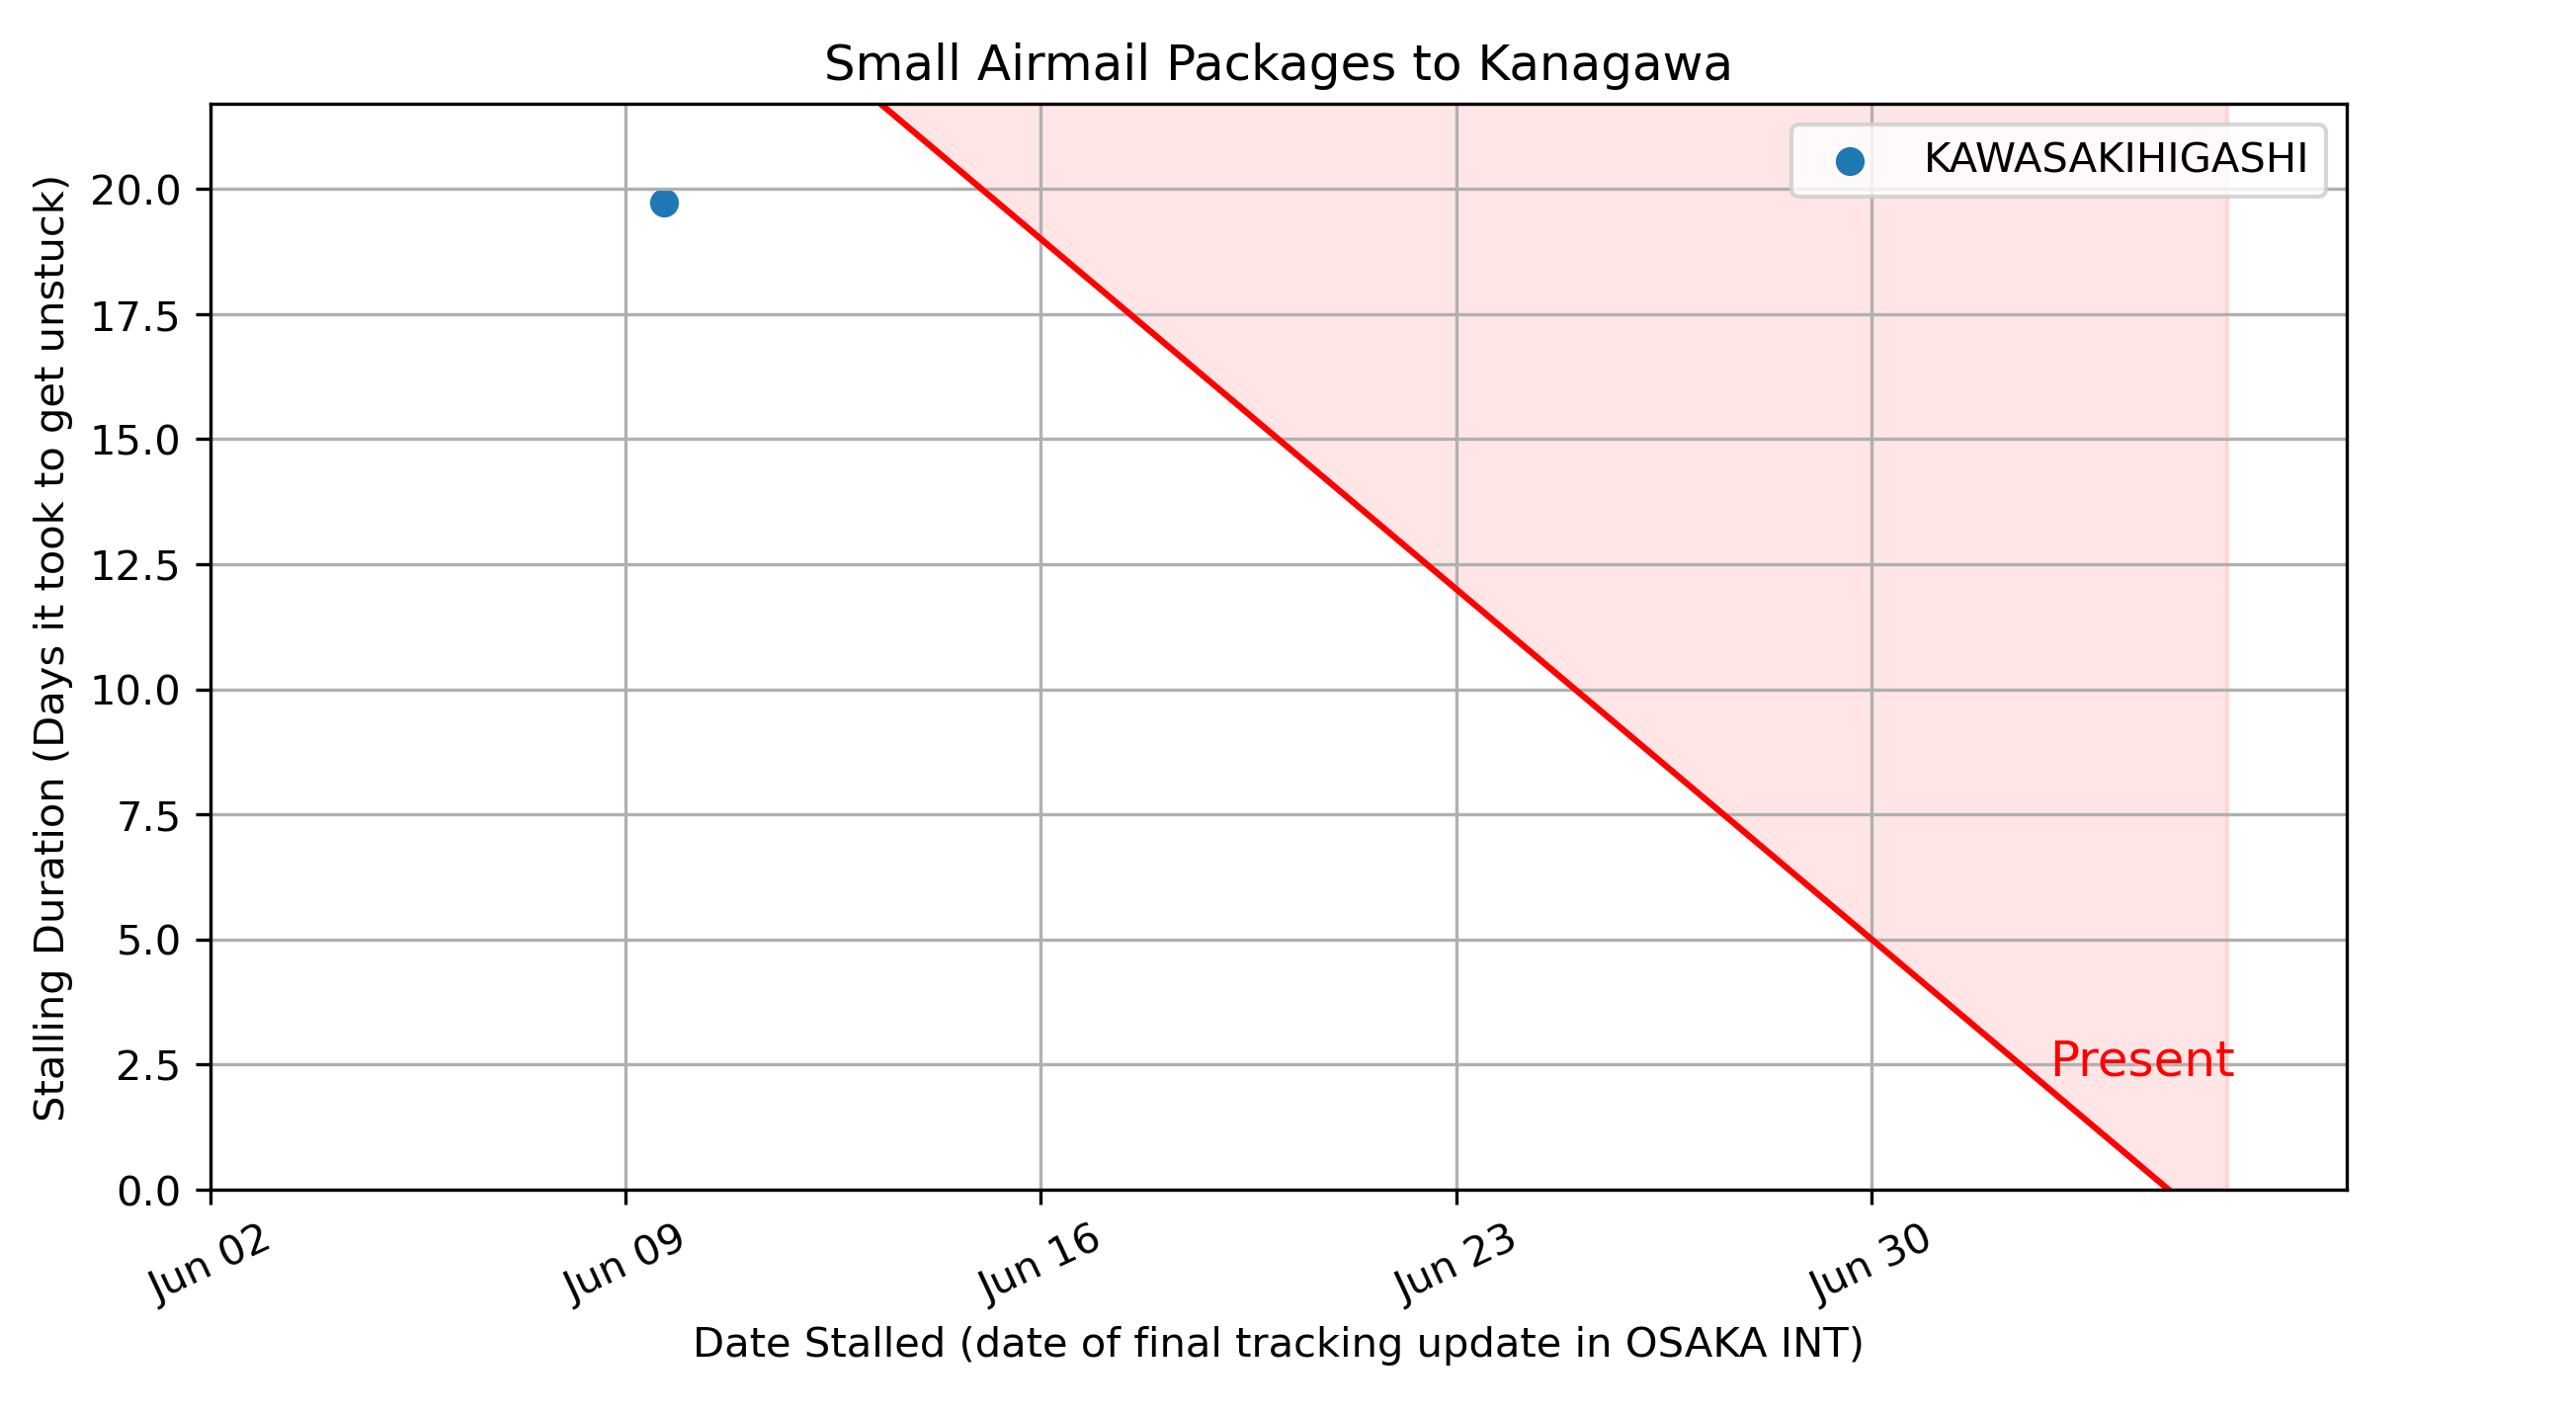 Small Airmail Packages to Kanagawa
KAWASAKIHIGASHI
Stalling Duration (Days it took to get unstuck)
20.0
17.5
15.0
12.5
10.0
7.5
5.0
2.5
0.0
Present
Jun 02
Jun 09
Jun 16
Jun 23
Jun 30
Date Stalled (date of final tracking update in OSAKA INT)